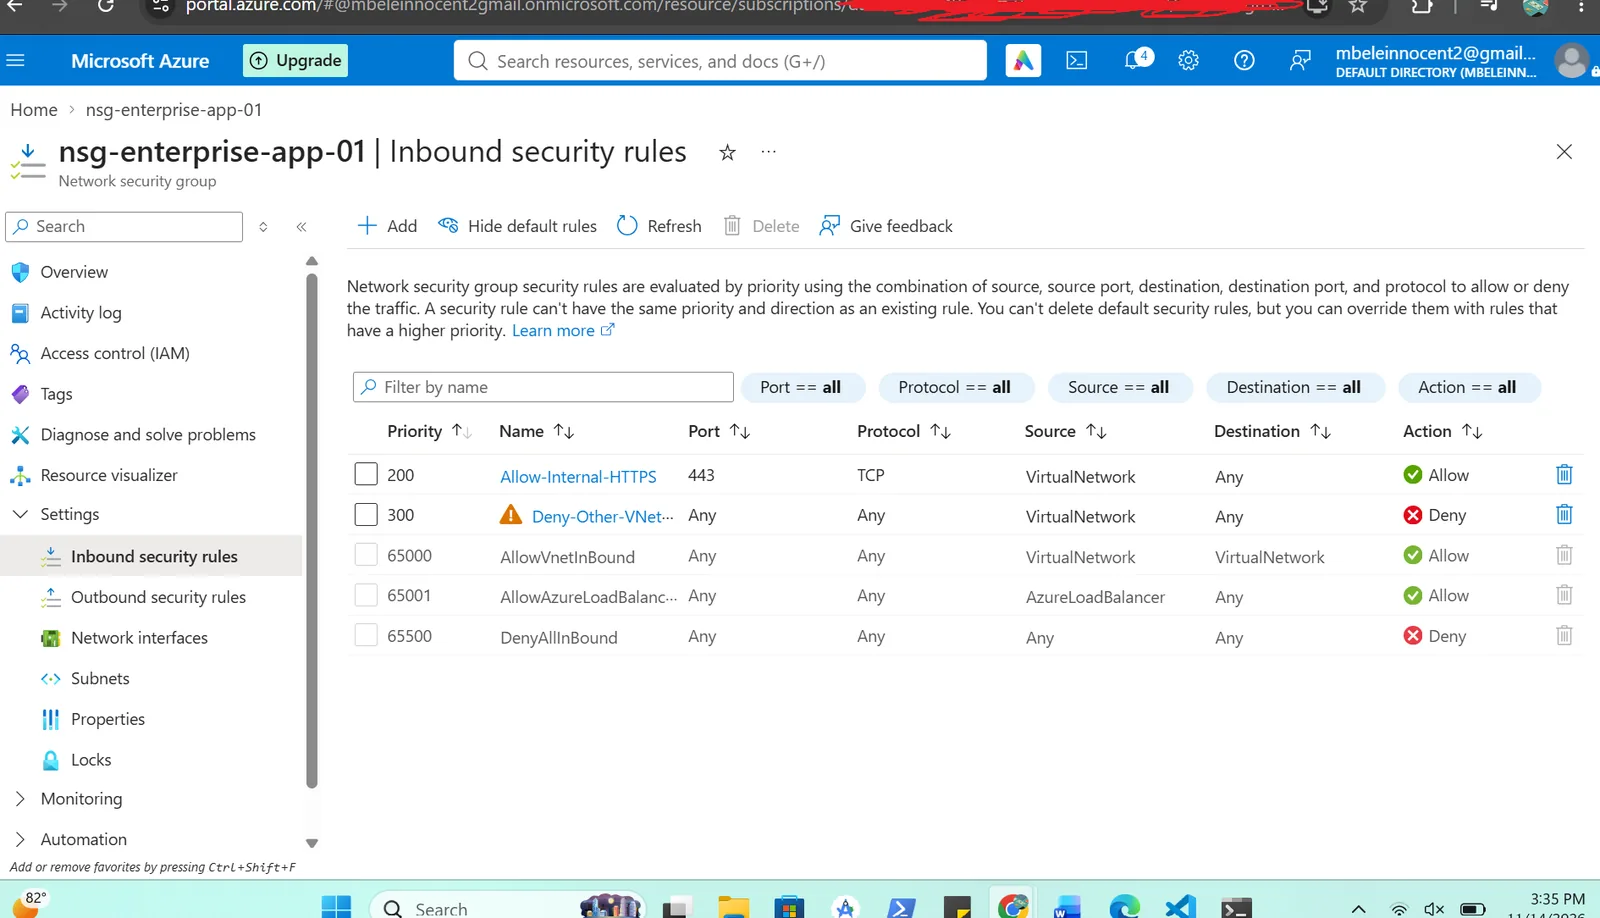 portal.azure.com/#@mbeleinnocent2gmail.onmicrosoft.com/resource/subscriptions/
Microsoft Azure
Upgrade
Search resources, services, and docs (G+/)
4
mbeleinnocent2@gmail...
DEFAULT DIRECTORY (MBELEINN...
Home > nsg-enterprise-app-01
nsg-enterprise-app-01 | Inbound security rules
Network security group
Search
Add
Hide default rules
Refresh
Delete
Give feedback
Overview
Activity log
Access control (IAM)
Tags
Diagnose and solve problems
Resource visualizer
Settings
Inbound security rules
Outbound security rules
Network interfaces
Subnets
Properties
Locks
Monitoring
Automation
Add or remove favorites by pressing Ctrl+Shift+F
Network security group security rules are evaluated by priority using the combination of source, source port, destination, destination port, and protocol to allow or deny
the traffic. A security rule can't have the same priority and direction as an existing rule. You can't delete default security rules, but you can override them with rules that
have a higher priority. Learn more
Filter by name
Port == all
Protocol == all
Source == all
Destination == all
Action == all
Priority Name Port Protocol Source Destination Action
200 Allow-Internal-HTTPS 443 TCP VirtualNetwork Any Allow
300 Deny-Other-VNet... Any Any VirtualNetwork Any Deny
65000 AllowVnetInBound Any Any VirtualNetwork VirtualNetwork Allow
65001 AllowAzureLoadBalanc... Any Any AzureLoadBalancer Any Allow
65500 DenyAllInBound Any Any Any Any Deny
82°
Search
3:35 PM